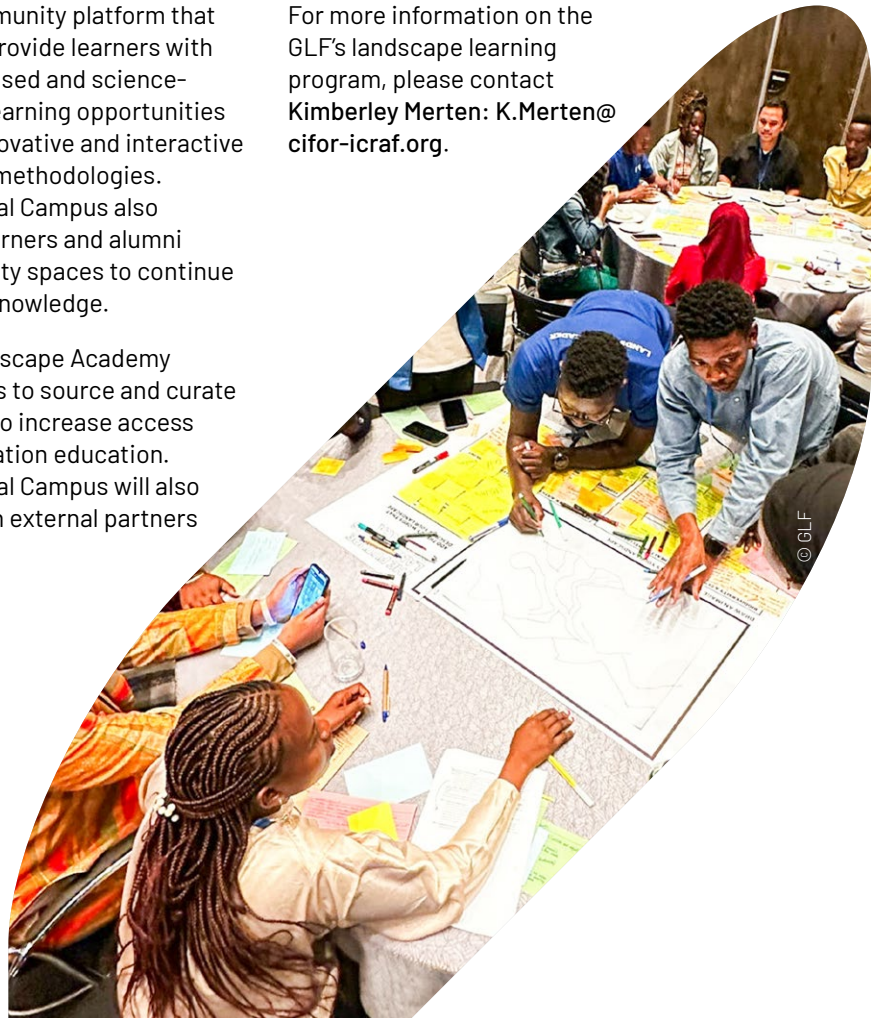 munity platform that
rovide learners with
sed and science-
earning opportunities
ovative and interactive
methodologies.
al Campus also
rners and alumni
ty spaces to continue
nowledge.
scape Academy
s to source and curate
o increase access
ation education.
al Campus will also
n external partners
For more information on the
GLF’s landscape learning
program, please contact
Kimberley Merten: K.Merten@
cifor-icraf.org.
© GLF